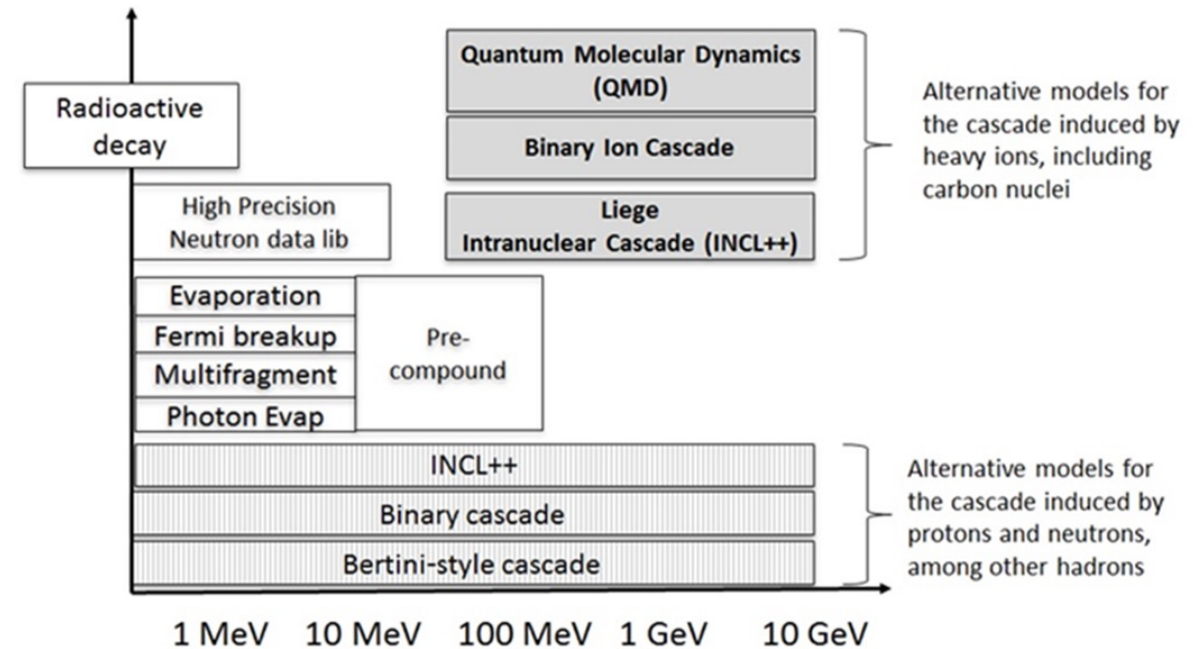 Quantum Molecular Dynamics
(QMD)
Radioactive
decay
Binary Ion Cascade
Alternative models for
the cascade induced by
heavy ions, including
carbon nuclei
High Precision
Neutron data lib
Liege
Intranuclear Cascade (INCL++)
Evaporation
Fermi breakup
Multifragment
Photon Evap
Pre-
compound
INCL++
Binary cascade
Bertini-style cascade
Alternative models for
the cascade induced by
protons and neutrons,
among other hadrons
1 MeV 10 MeV 100 MeV 1 GeV 10 GeV